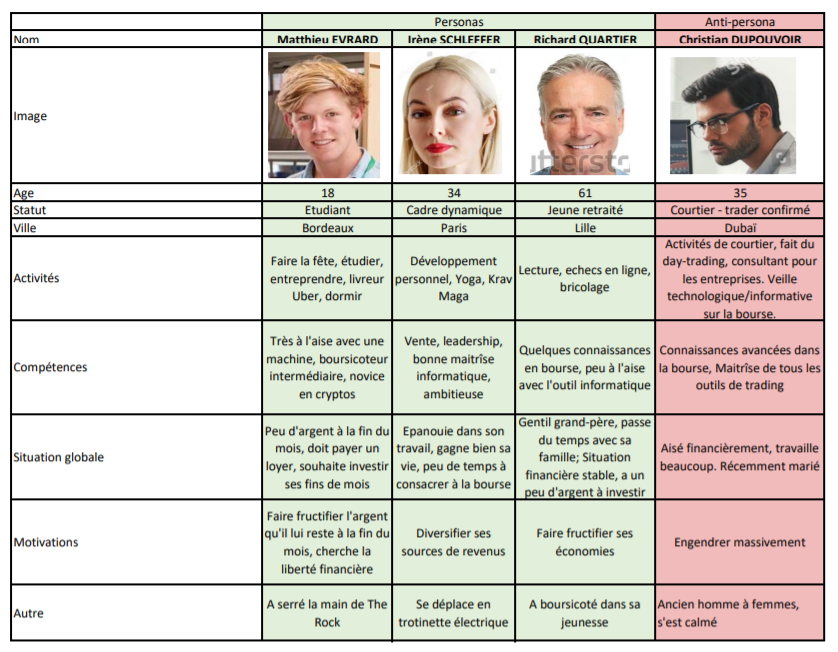 Personas Anti-persona
Nom Matthieu EVRARD Irène SCHLEFFER Richard QUARTIER Christian DUPOUVOIR
Image
Age 18 34 61 35
Statut Etudiant Cadre dynamique Jeune retraité Courtier - trader confirmé
Ville Bordeaux Paris Lille Dubaï
Activités
Faire la fête, étudier,
entreprendre, livreur
Uber, dormir
Développement
personnel, Yoga, Krav
Maga
Lecture, echecs en ligne,
bricolage
Activités de courtier, fait du
day-trading, consultant pour
les entreprises. Veille
technologique/informative
sur la bourse.
Compétences
Très à l'aise avec une
machine, boursicoteur
intermédiaire, novice
en cryptos
Vente, leadership,
bonne maitrîse
informatique,
ambitieuse
Quelques connaissances
en bourse, peu à l'aise
avec l'outil informatique
Connaissances avancées dans
la bourse, Maitrîse de tous les
outils de trading
Situation globale
Peu d'argent à la fin du
mois, doit payer un
loyer, souhaite investir
ses fins de mois
Epanouie dans son
travail, gagne bien sa
vie, peu de temps à
consacrer à la bourse
Gentil grand-père, passe
du temps avec sa
famille; Situation
financière stable, a un
peu d'argent à investir
Aisé financièrement, travaille
beaucoup. Récemment marié
Motivations
Faire fructifier l'argent
qu'il lui reste à la fin du
mois, cherche la
liberté financière
Diversifier ses
sources de revenus
Faire fructifier ses
économies
Engendrer massivement
Autre
A serré la main de The
Rock
Se déplace en
trotinette électrique
A boursicoté dans sa
jeunesse
Ancien homme à femmes,
s'est calmé